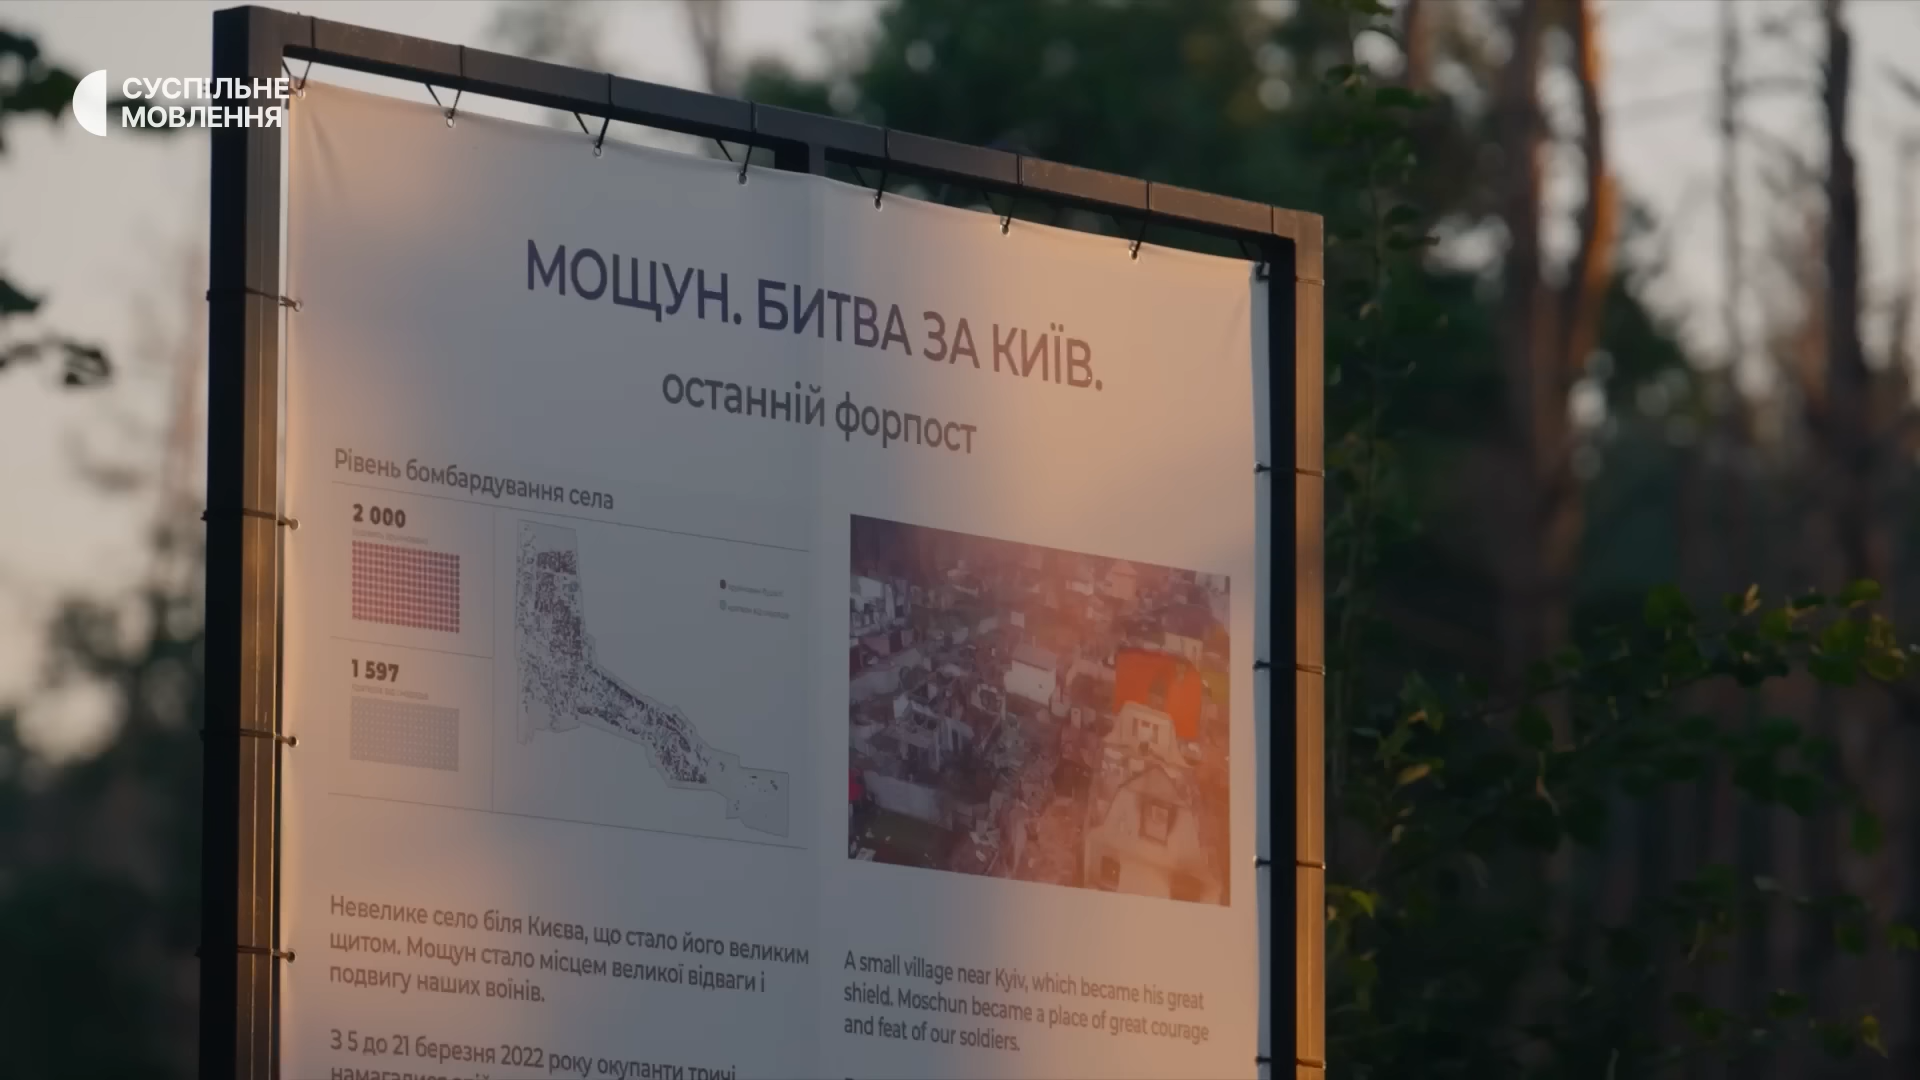 СУСПІЛЬНЕ
МОВЛЕННЯ
МОЩУН. БИТВА ЗА КИЇВ.
останній форпост
Рівень бомбардування села
2 000
1 597
Невелике село біля Києва, що стало його великим
щитом. Мощун стало місцем великої відваги і
подвигу наших воїнів.
З 5 до 21 березня 2022 року окупанти тричі
A small village near Kyiv, which became his great
shield. Moschun became a place of great courage
and feat of our soldiers.